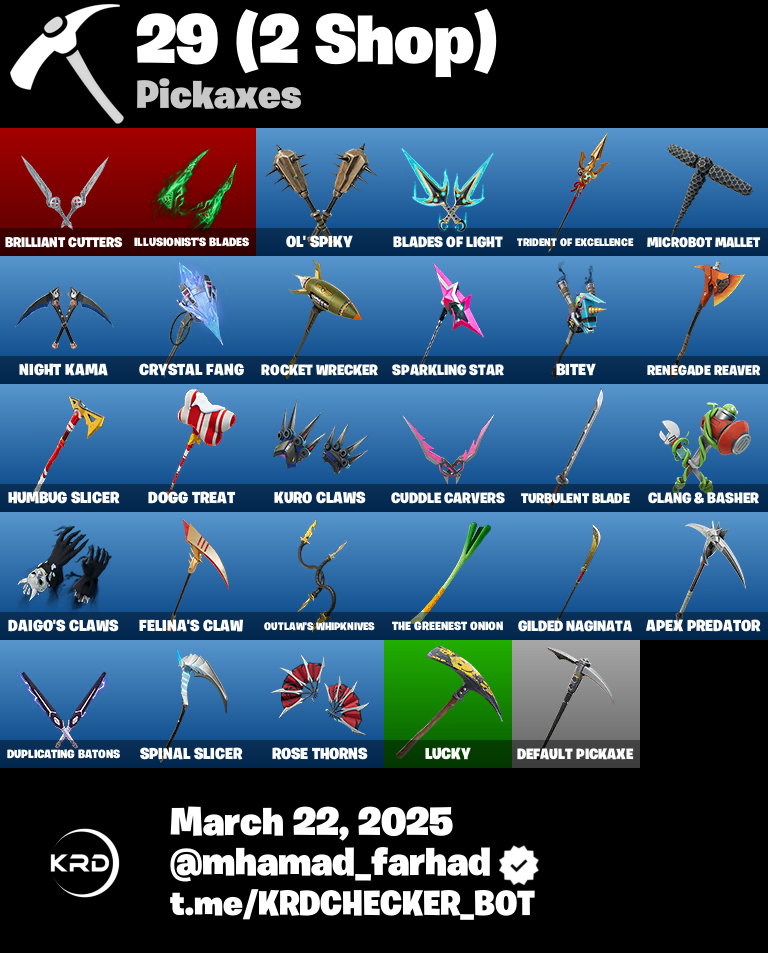 29 (2 Shop)
Pickaxes
BRILLIANT CUTTERS
ILLUSIONIST'S BLADES
OL' SPIKY
BLADES OF LIGHT
TRIDENT OF EXCELLENCE
MICROBOT MALLET
NIGHT KAMA
CRYSTAL FANG
ROCKET WRECKER
SPARKLING STAR
BITEY
RENEGADE REAVER
HUMBUG SLICER
DOGG TREAT
KURO CLAWS
CUDDLE CARVERS
TURBULENT BLADE
CLANG & BASHER
DAIGO'S CLAWS
FELINA'S CLAW
OUTLAW'S WHIPKNIVES
THE GREENEST ONION
GILDED NAGINATA
APEX PREDATOR
DUPLICATING BATONS
SPINAL SLICER
ROSE THORNS
LUCKY
DEFAULT PICKAXE
KRD
March 22, 2025
@mhamad_farhad
t.me/KRDCHECKER_BOT